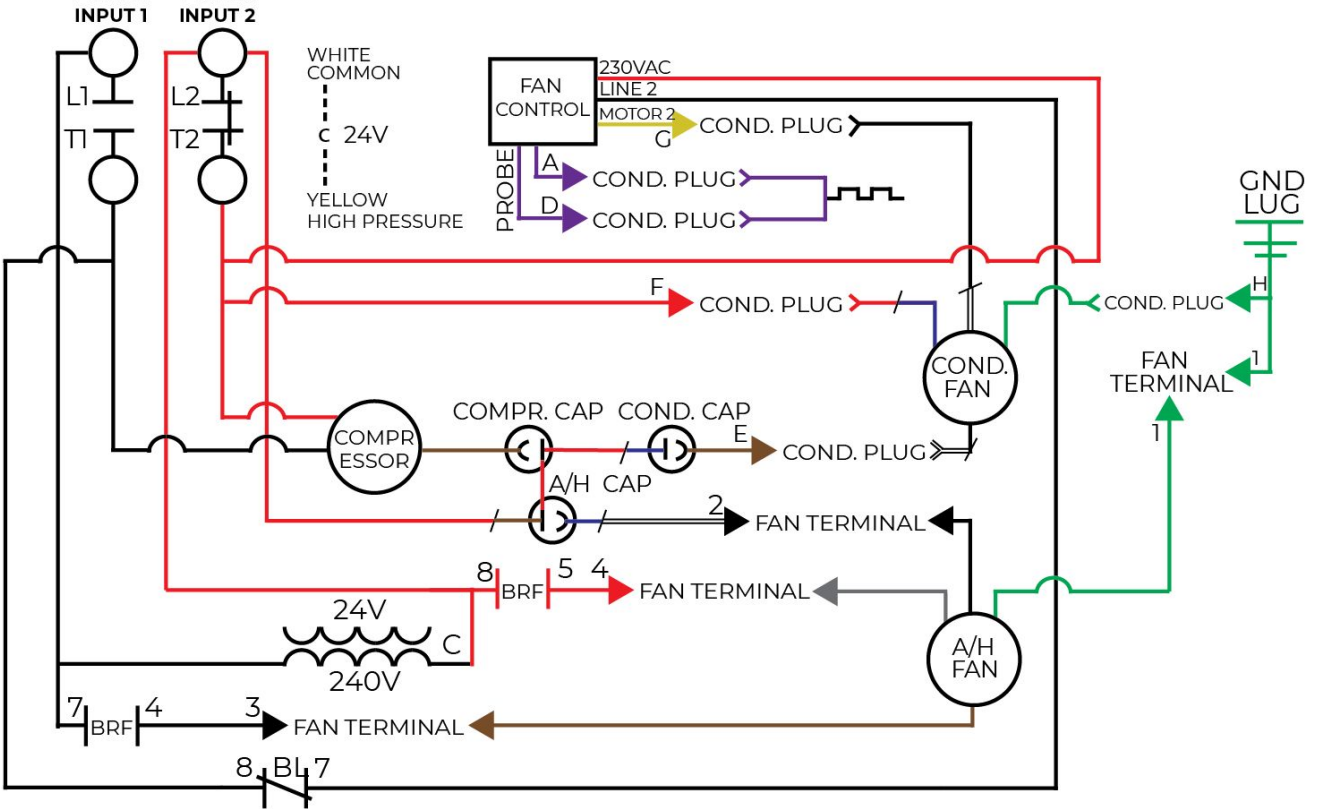 INPUT 1 INPUT 2
WHITE
COMMON
C 24V
YELLOW
HIGH PRESSURE
L1
T1
L2
T2
FAN
CONTROL
230VAC
LINE 2
MOTOR 2
G
COND. PLUG
PROBE
A
COND. PLUG
D
COND. PLUG
GND
LUG
H
COND. PLUG
F
COND. PLUG
FAN
TERMINAL
1
1
COND.
FAN
COMPR
ESSOR
COMPR. CAP
COND. CAP
E
COND. PLUG
A/H CAP
2
FAN TERMINAL
8
BRF
5
4
FAN TERMINAL
24V
C
240V
A/H
FAN
7
BRF
4
3
FAN TERMINAL
8 BL 7